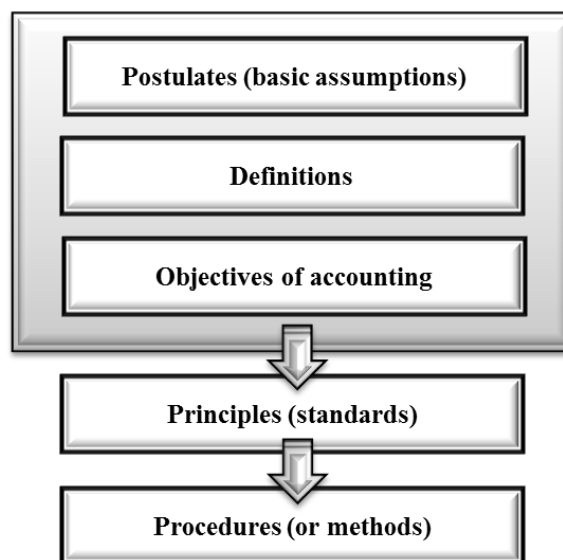 Postulates (basic assumptions)
Definitions
Objectives of accounting
Principles (standards)
Procedures (or methods)